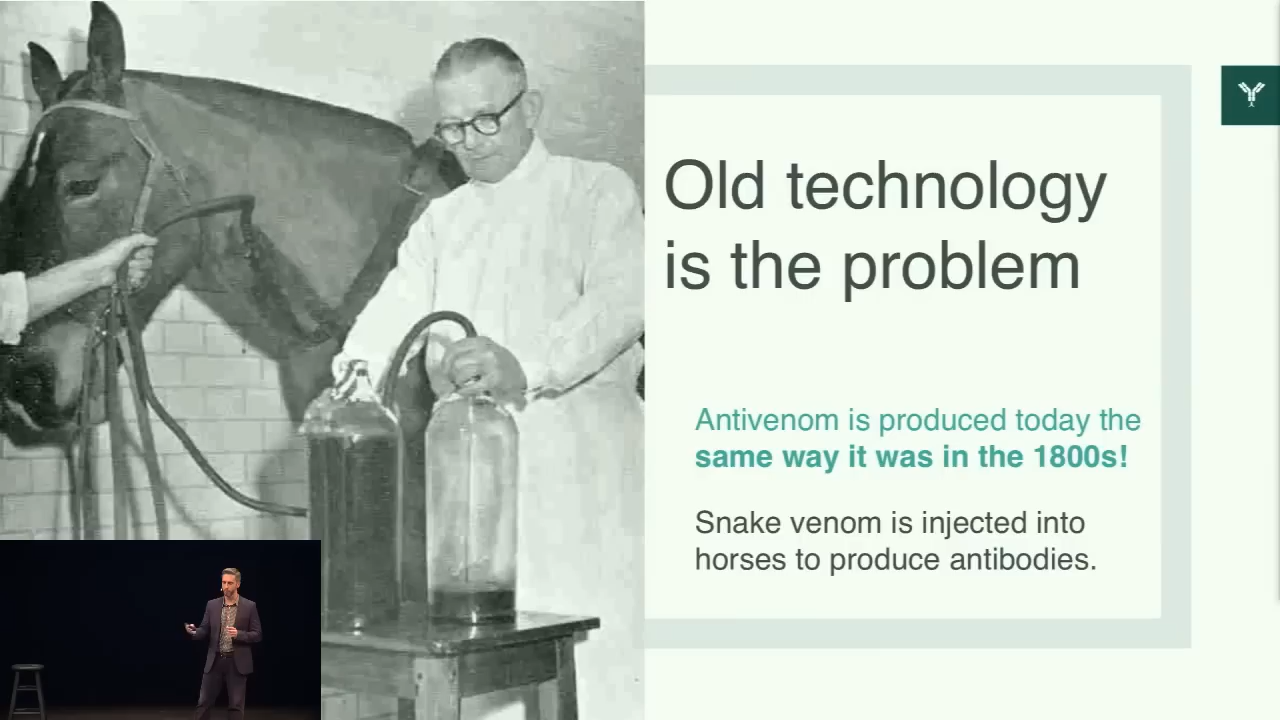 Old technology
is the problem
Antivenom is produced today the
same way it was in the 1800s!
Snake venom is injected into
horses to produce antibodies.